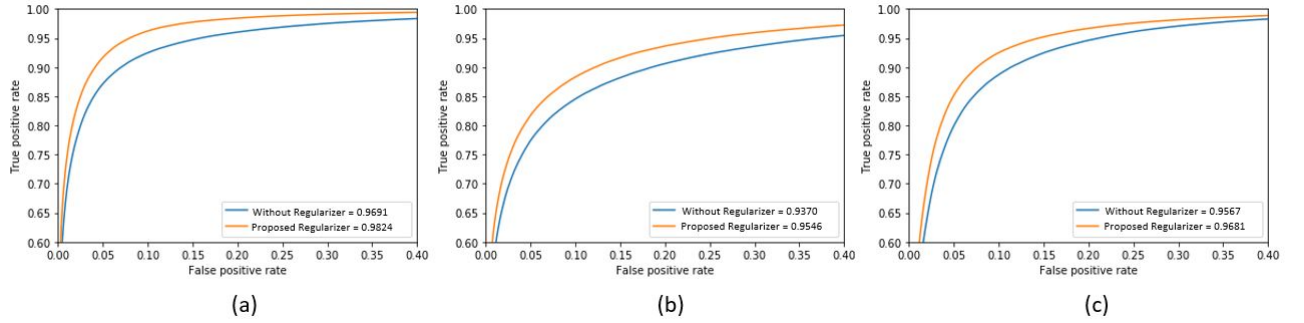 1.00
0.95
0.90
0.85
0.80
0.75
0.70
0.65
0.60
True positive rate
Without Regularizer = 0.9691
Proposed Regularizer = 0.9824
0.00 0.05 0.10 0.15 0.20 0.25 0.30 0.35 0.40
False positive rate
(a)
1.00
0.95
0.90
0.85
0.80
0.75
0.70
0.65
0.60
True positive rate
Without Regularizer = 0.9370
Proposed Regularizer = 0.9546
0.00 0.05 0.10 0.15 0.20 0.25 0.30 0.35 0.40
False positive rate
(b)
1.00
0.95
0.90
0.85
0.80
0.75
0.70
0.65
0.60
True positive rate
Without Regularizer = 0.9567
Proposed Regularizer = 0.9681
0.00 0.05 0.10 0.15 0.20 0.25 0.30 0.35 0.40
False positive rate
(c)